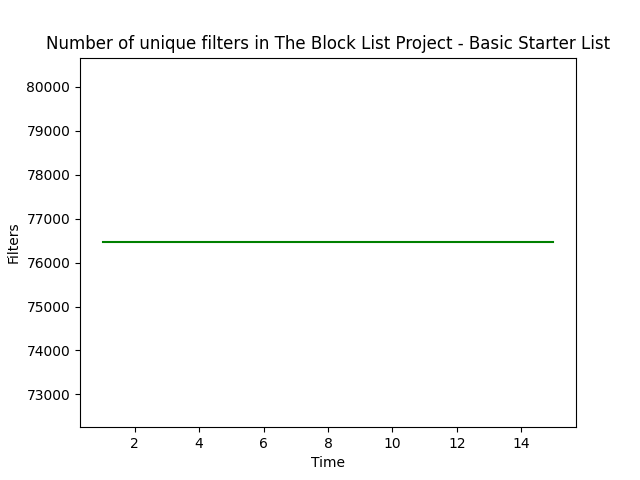 Number of unique filters in The Block List Project - Basic Starter List
80000
79000
78000
77000
76000
75000
74000
73000
Filters
2 4 6 8 10 12 14
Time